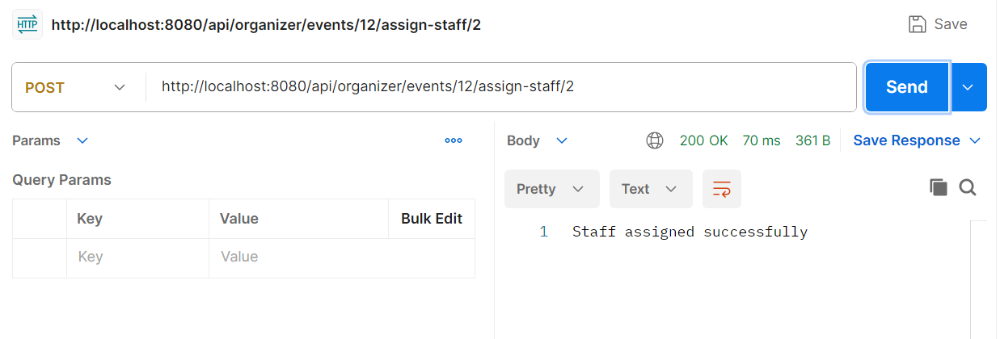 HTTP http://localhost:8080/api/organizer/events/12/assign-staff/2 Save
POST http://localhost:8080/api/organizer/events/12/assign-staff/2 Send
Params
Query Params
Key Value Bulk Edit
Key Value
Body 200 OK 70 ms 361 B Save Response
Pretty Text
1 Staff assigned successfully